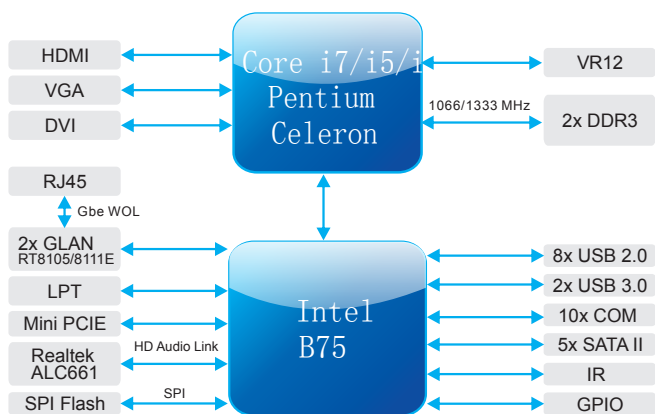 HDMI
VGA
DVI
Core i7/i5/i
Pentium
Celeron
VR12
1066/1333 MHz
2x DDR3
RJ45
Gbe WOL
2x GLAN
RT8105/8111E
LPT
Mini PCIE
Realtek
ALC661
HD Audio Link
SPI Flash
SPI
Intel
B75
8x USB 2.0
2x USB 3.0
10x COM
5x SATA II
IR
GPIO